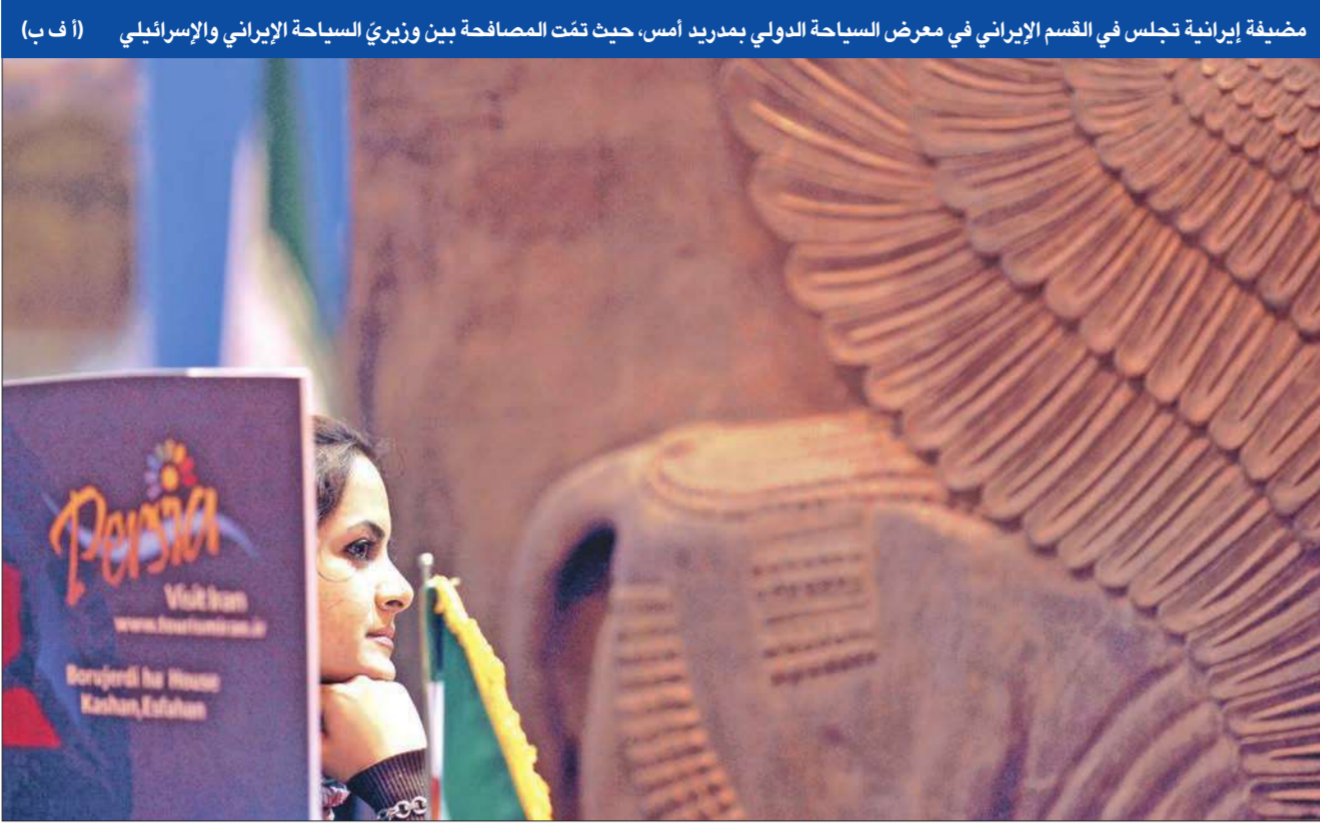 مضيفة إيرانية تجلس في القسم الإيراني في معرض السياحة الدولي بمدريد أمس، حيث تمّت المصافحة بين وزيريّ السياحة الإيراني والإسرائيلي (أ ف ب)
Persia
Visit Iran
www.tourismiran.ir
Borujerdi ha House
Kashan,Esfahan